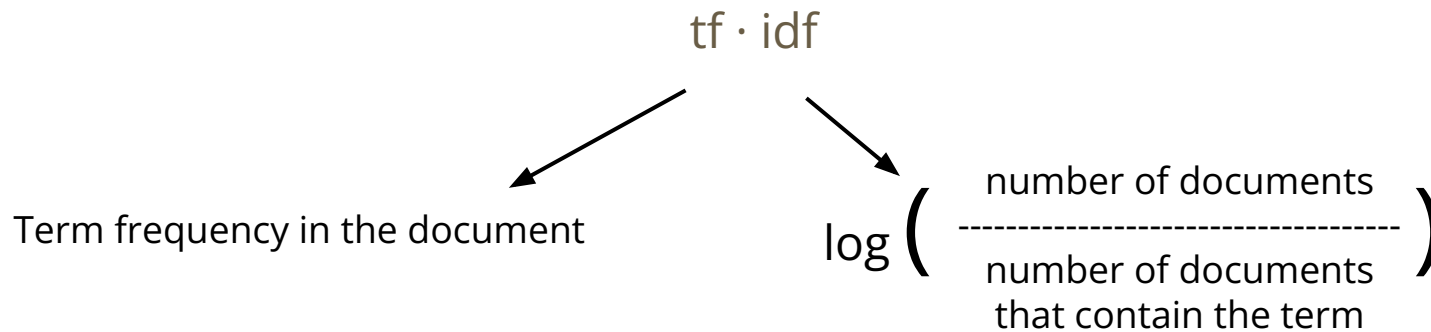 tf · idf
Term frequency in the document
log ( number of documents )
-------------------------------------
number of documents
that contain the term